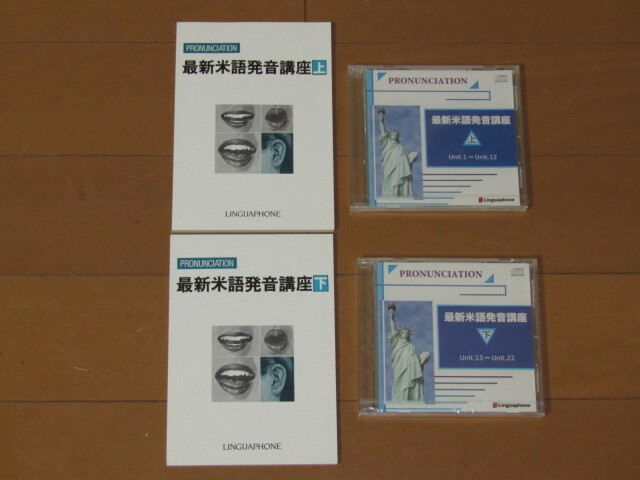 PRONUNCIATION
最新米語発音講座 上
LINGUAPHONE
PRONUNCIATION
最新米語発音講座
上
Unit.1～Unit.12
Linguaphone
PRONUNCIATION
最新米語発音講座 下
LINGUAPHONE
PRONUNCIATION
最新米語発音講座
下
Unit.13～Unit.22
Linguaphone